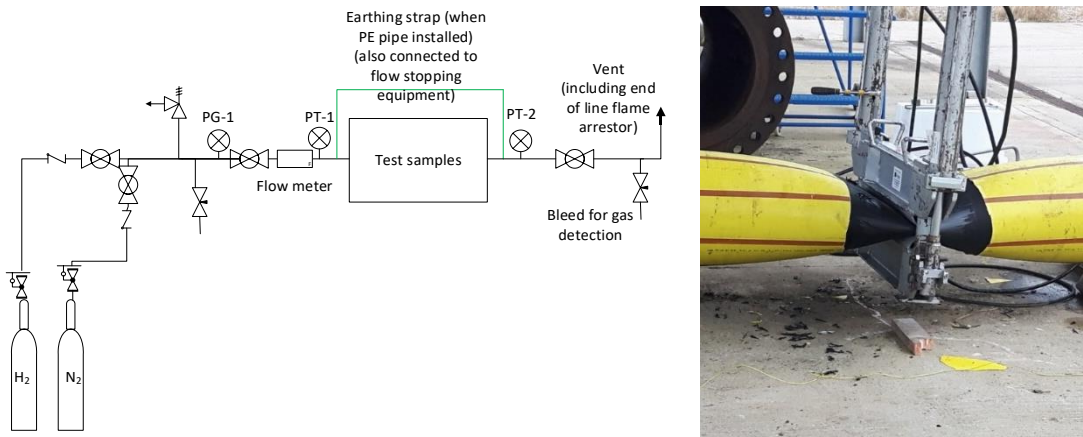 Earthing strap (when
PE pipe installed)
(also connected to
flow stopping
equipment)
Vent
(including end
of line flame
arrestor)
PG-1
PT-1
PT-2
Test samples
Flow meter
Bleed for gas
detection
H₂
N₂